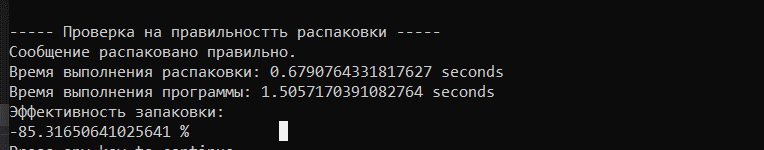 ----- Проверка на правильностть распаковки -----
Сообщение распаковано правильно.
Время выполнения распаковки: 0.6790764331817627 seconds
Время выполнения программы: 1.5057170391082764 seconds
Эффективность запаковки:
-85.31650641025641 %